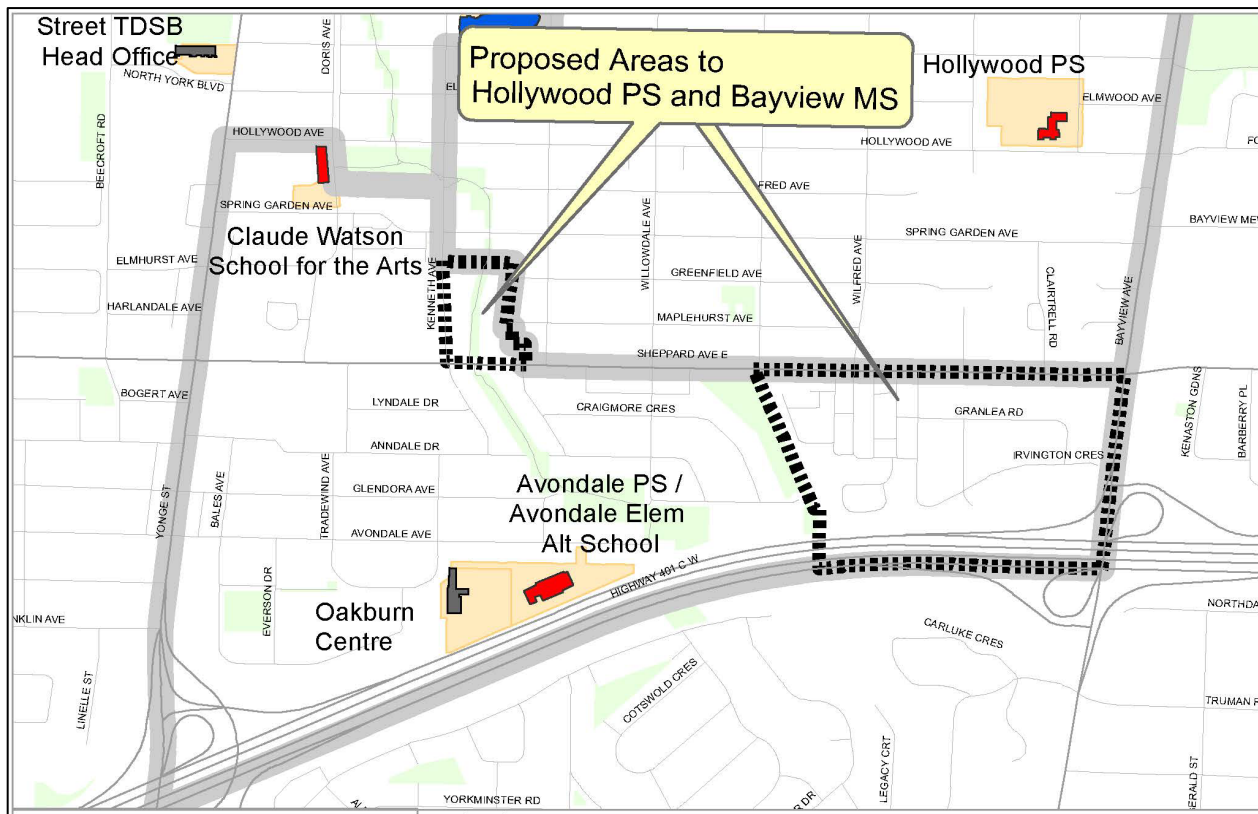 Street TDSB
Head Office
NORTH YORK BLVD
DORIS AVE
BEECROFT RD
HOLLYWOOD AVE
Proposed Areas to
Hollywood PS and Bayview MS
Hollywood PS
ELMWOOD AVE
HOLLYWOOD AVE
FRED AVE
SPRING GARDEN AVE
SPRING GARDEN AVE
Claude Watson
School for the Arts
ELMHURST AVE
HARLANDALE AVE
KENNETH AVE
WILLOWDALE AVE
GREENFIELD AVE
MAPLEHURST AVE
SHEPPARD AVE E
WILFRED AVE
CLAIRTRELL RD
BAYVIEW AVE
BAYVIEW MEW
BOGERT AVE
LYNDALE DR
CRAIGMORE CRES
GRANLEA RD
KENASTON GDNS
BARBERRY PL
ANNDALE DR
IRVINGTON CRES
YONGE ST
BALES AVE
TRADEWIND AVE
GLENDORA AVE
AVONDALE AVE
Avondale PS /
Avondale Elem
Alt School
HIGHWAY 401 C W
EVERSON DR
Oakburn
Centre
NKLIN AVE
LINELLE ST
COTSWOLD CRES
CARLUKE CRES
NORTHDA
TRUMAN R
LEGACY CRT
YORKMINSTER RD
R DR
ERALD ST